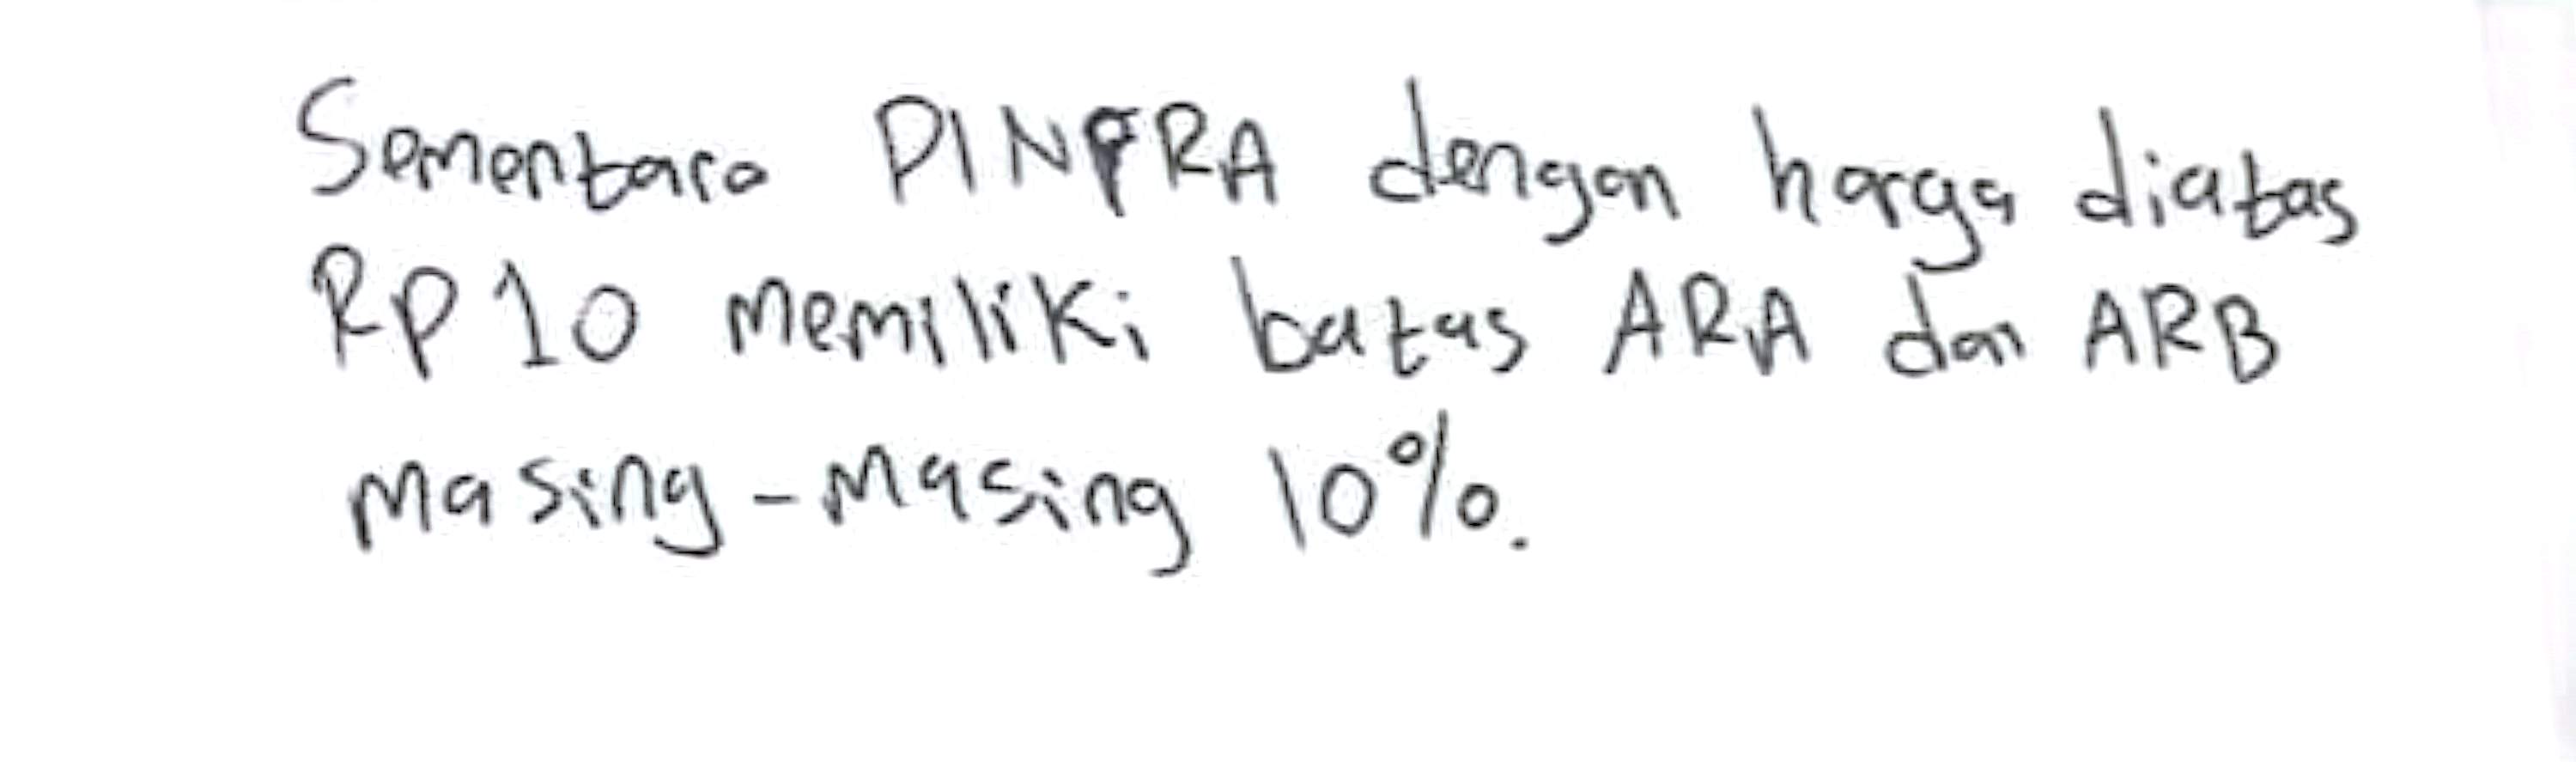 Sementara PINFRA dengan harga diatas
Rp 10 memiliki batas ARA dan ARB
masing-masing 10%.